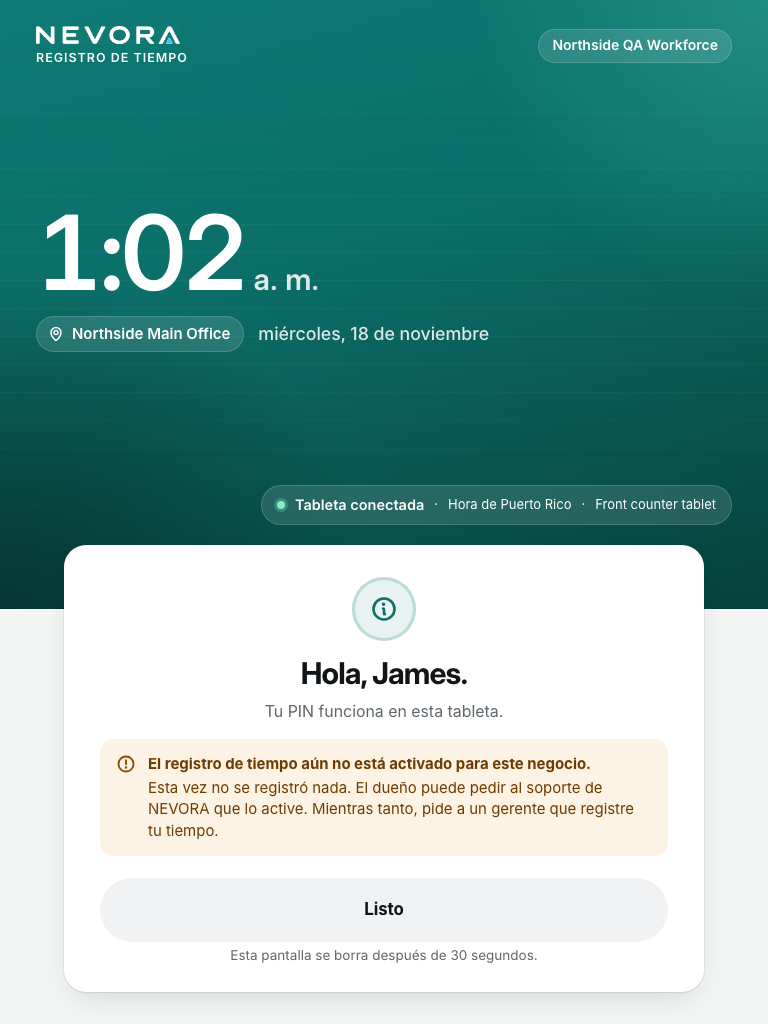 NEVORA
REGISTRO DE TIEMPO
Northside QA Workforce
1:02 a. m.
Northside Main Office
miércoles, 18 de noviembre
Tableta conectada · Hora de Puerto Rico · Front counter tablet
Hola, James.
Tu PIN funciona en esta tableta.
El registro de tiempo aún no está activado para este negocio.
Esta vez no se registró nada. El dueño puede pedir al soporte de
NEVORA que lo active. Mientras tanto, pide a un gerente que registre
tu tiempo.
Listo
Esta pantalla se borra después de 30 segundos.